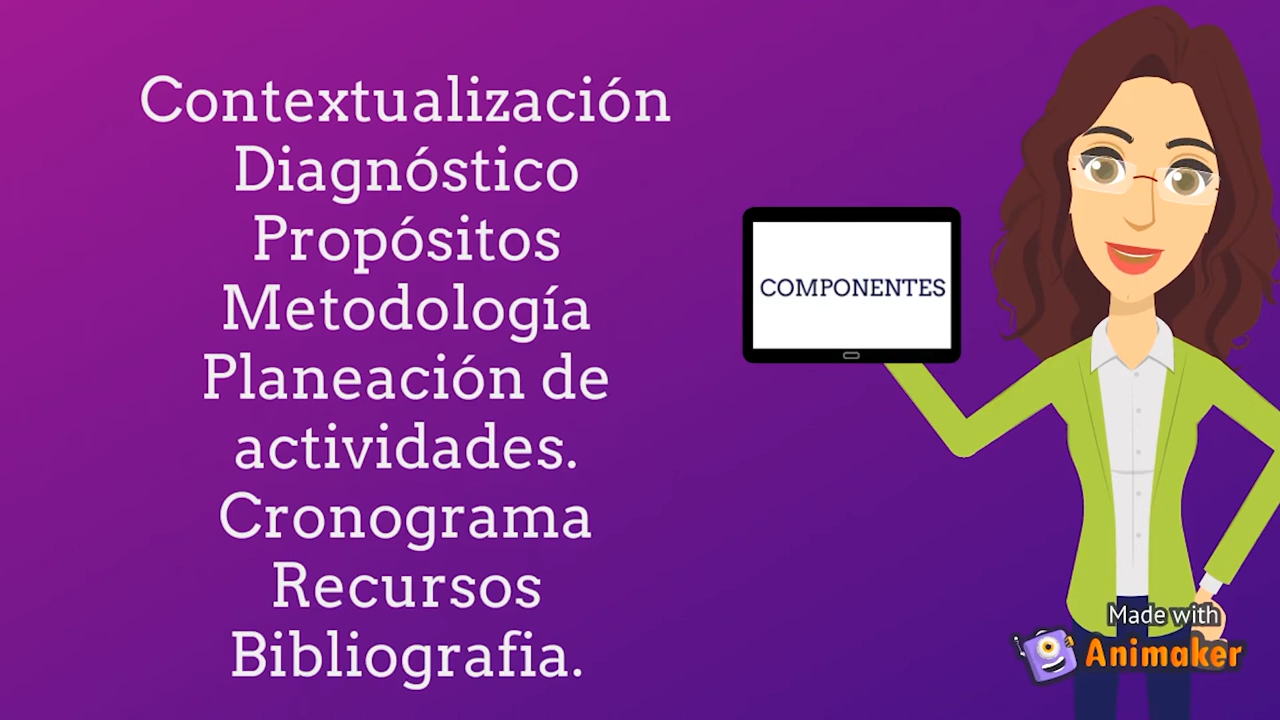 Contextualización
Diagnóstico
Propósitos
Metodología
Planeación de
actividades.
Cronograma
Recursos
Bibliografia.
COMPONENTES
Made with
Animaker